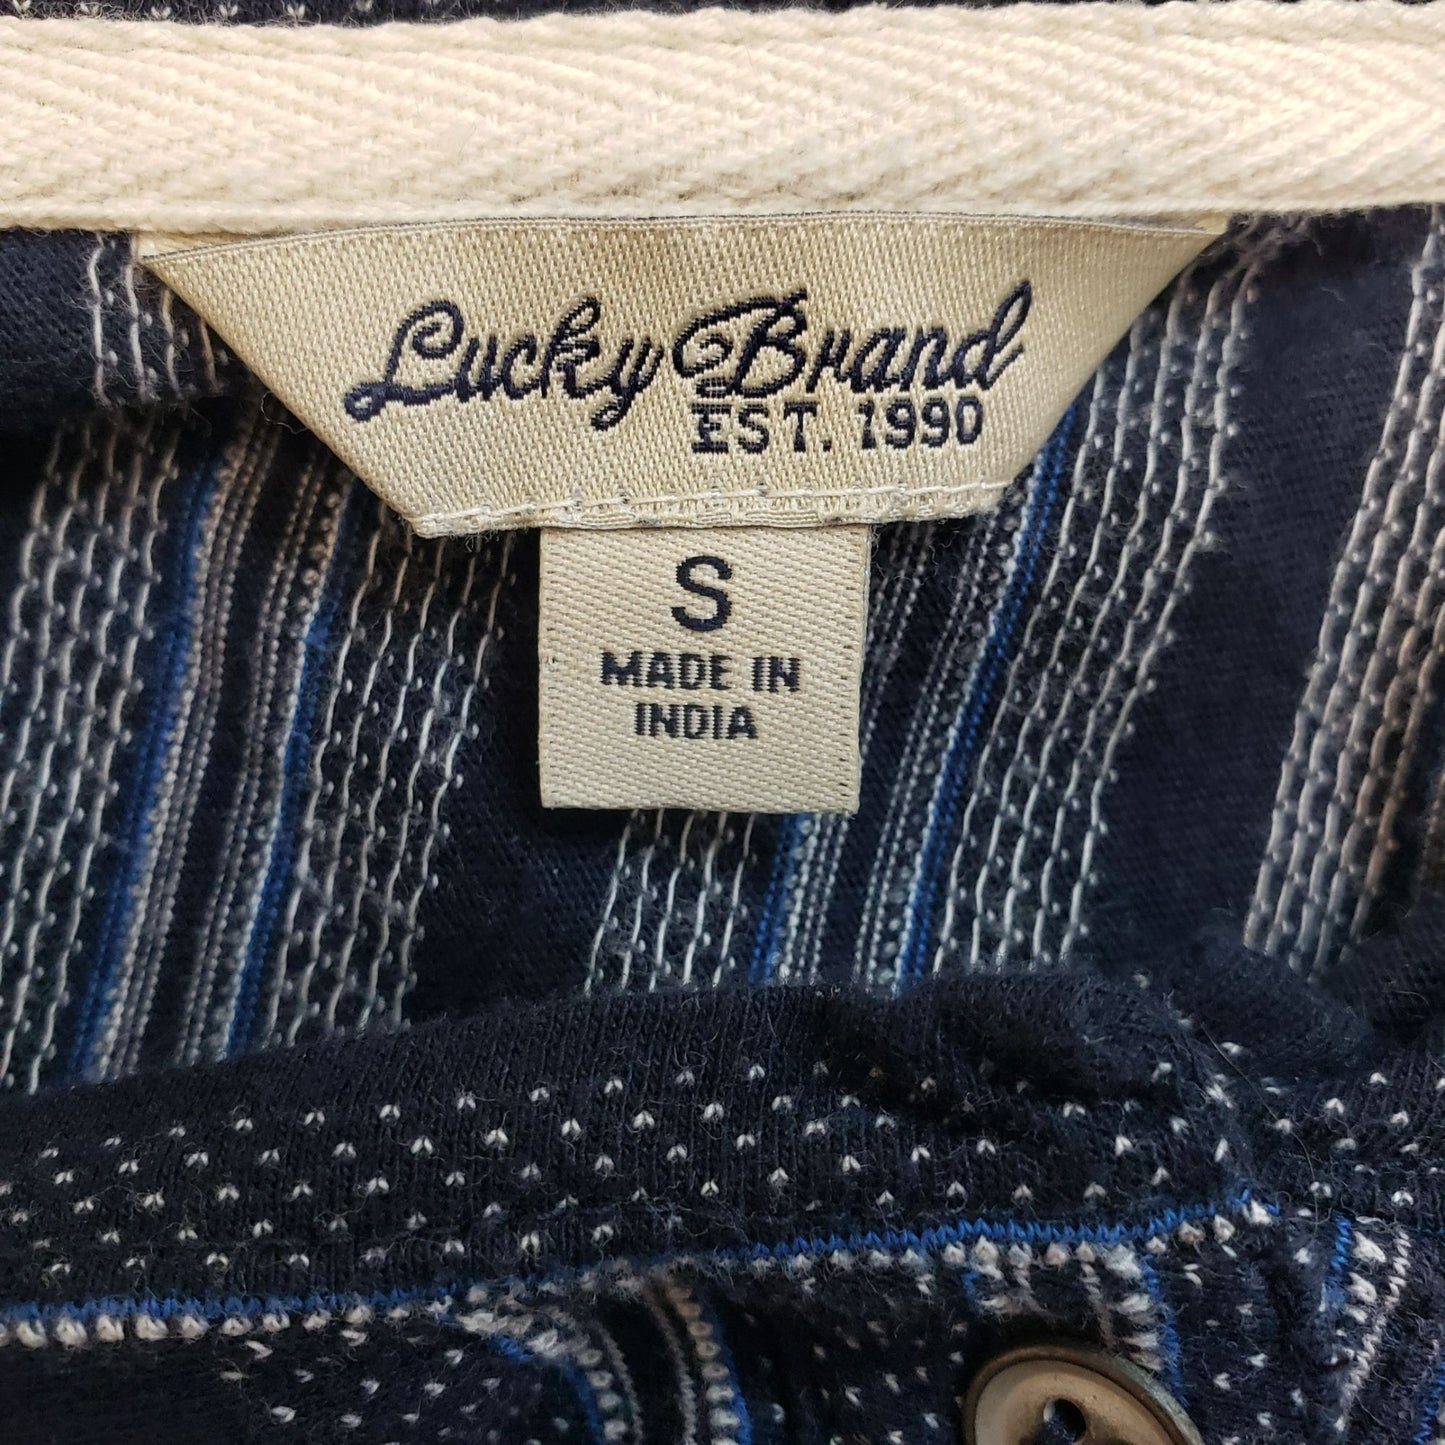 Lucky Brand
EST. 1990
S
MADE IN
INDIA